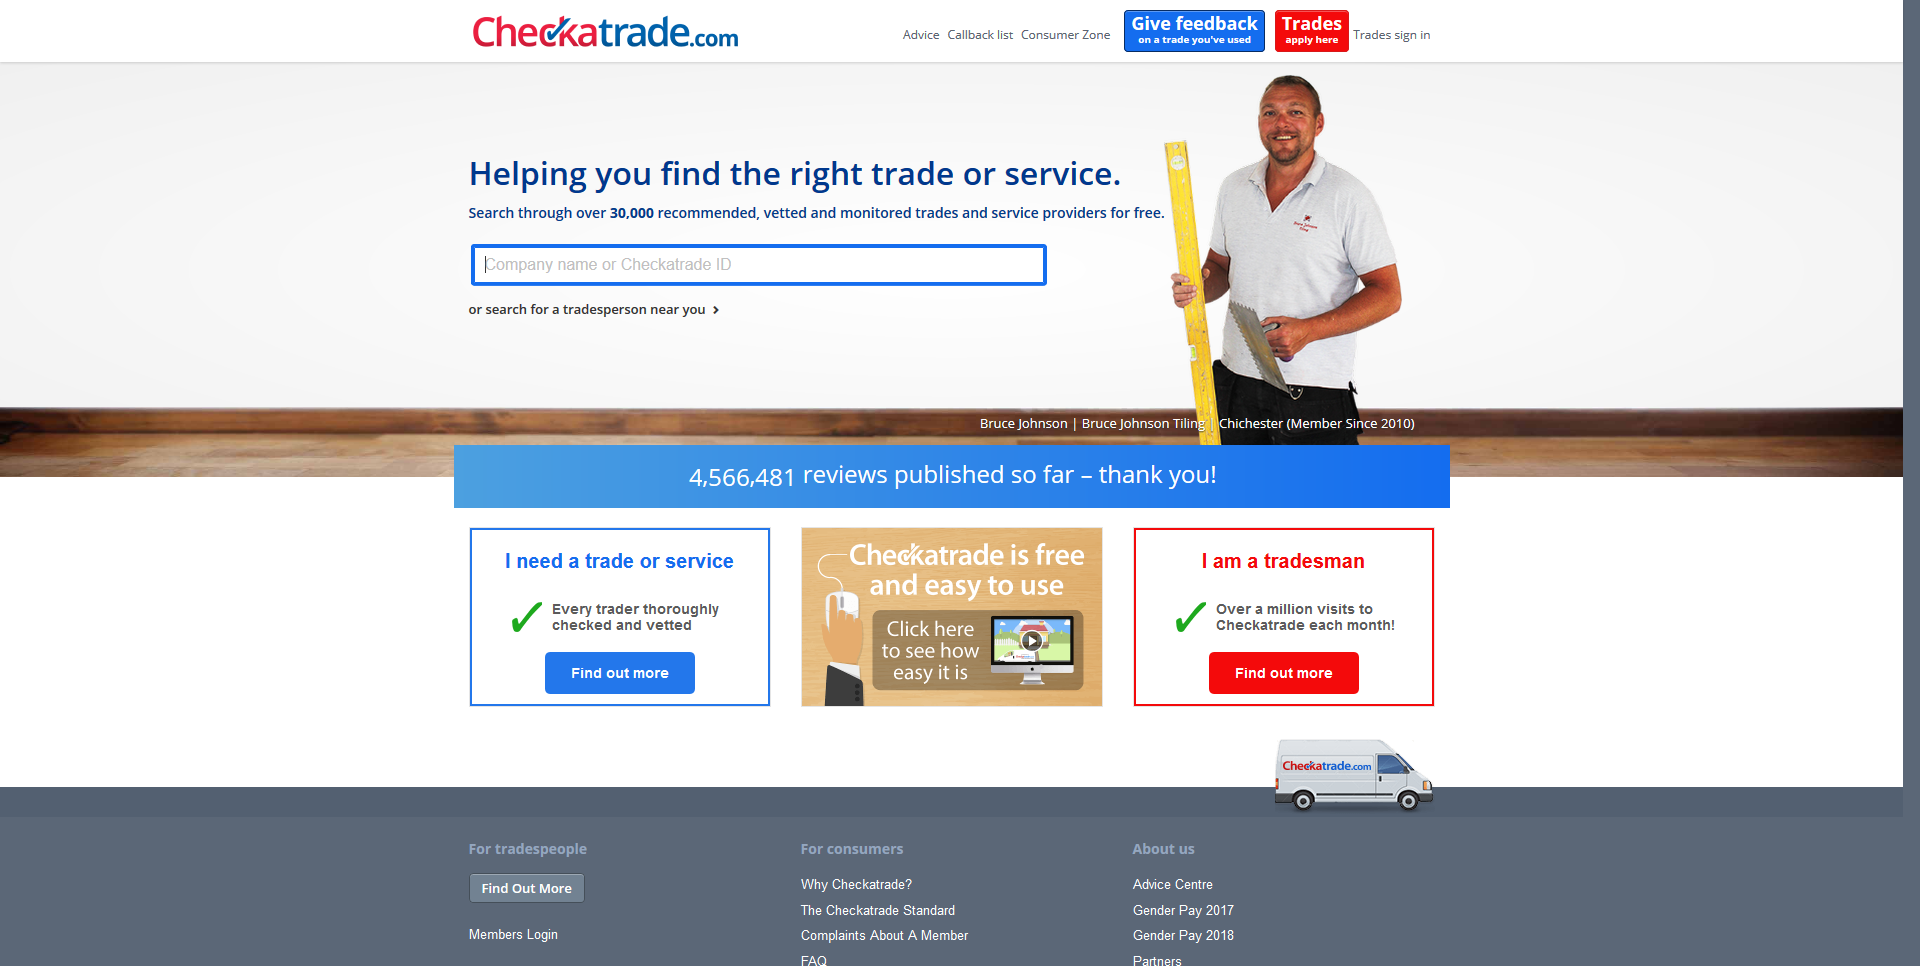 Checkatrade.com
Advice
Callback list
Consumer Zone
Give feedback
on a trade you've used
Trades
apply here
Trades sign in
Helping you find the right trade or service.
Search through over 30,000 recommended, vetted and monitored trades and service providers for free.
Company name or Checkatrade ID
or search for a tradesperson near you
Bruce Johnson | Bruce Johnson Tiling | Chichester (Member Since 2010)
4,566,481 reviews published so far – thank you!
I need a trade or service
Every trader thoroughly
checked and vetted
Find out more
Checkatrade is free
and easy to use
Click here
to see how
easy it is
I am a tradesman
Over a million visits to
Checkatrade each month!
Find out more
Checkatrade.com
For tradespeople
Find Out More
Members Login
For consumers
Why Checkatrade?
The Checkatrade Standard
Complaints About A Member
FAQ
About us
Advice Centre
Gender Pay 2017
Gender Pay 2018
Partners